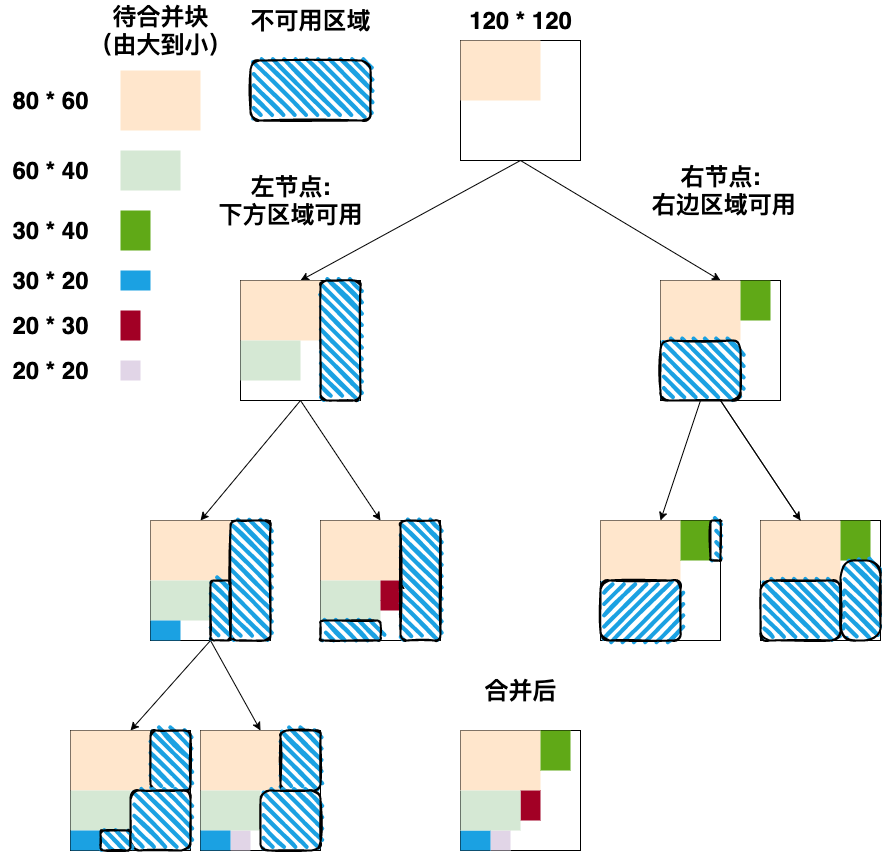 待合并块
（由大到小）
不可用区域
120 * 120
80 * 60
60 * 40
左节点:
下方区域可用
右节点:
右边区域可用
30 * 40
30 * 20
20 * 30
20 * 20
合并后